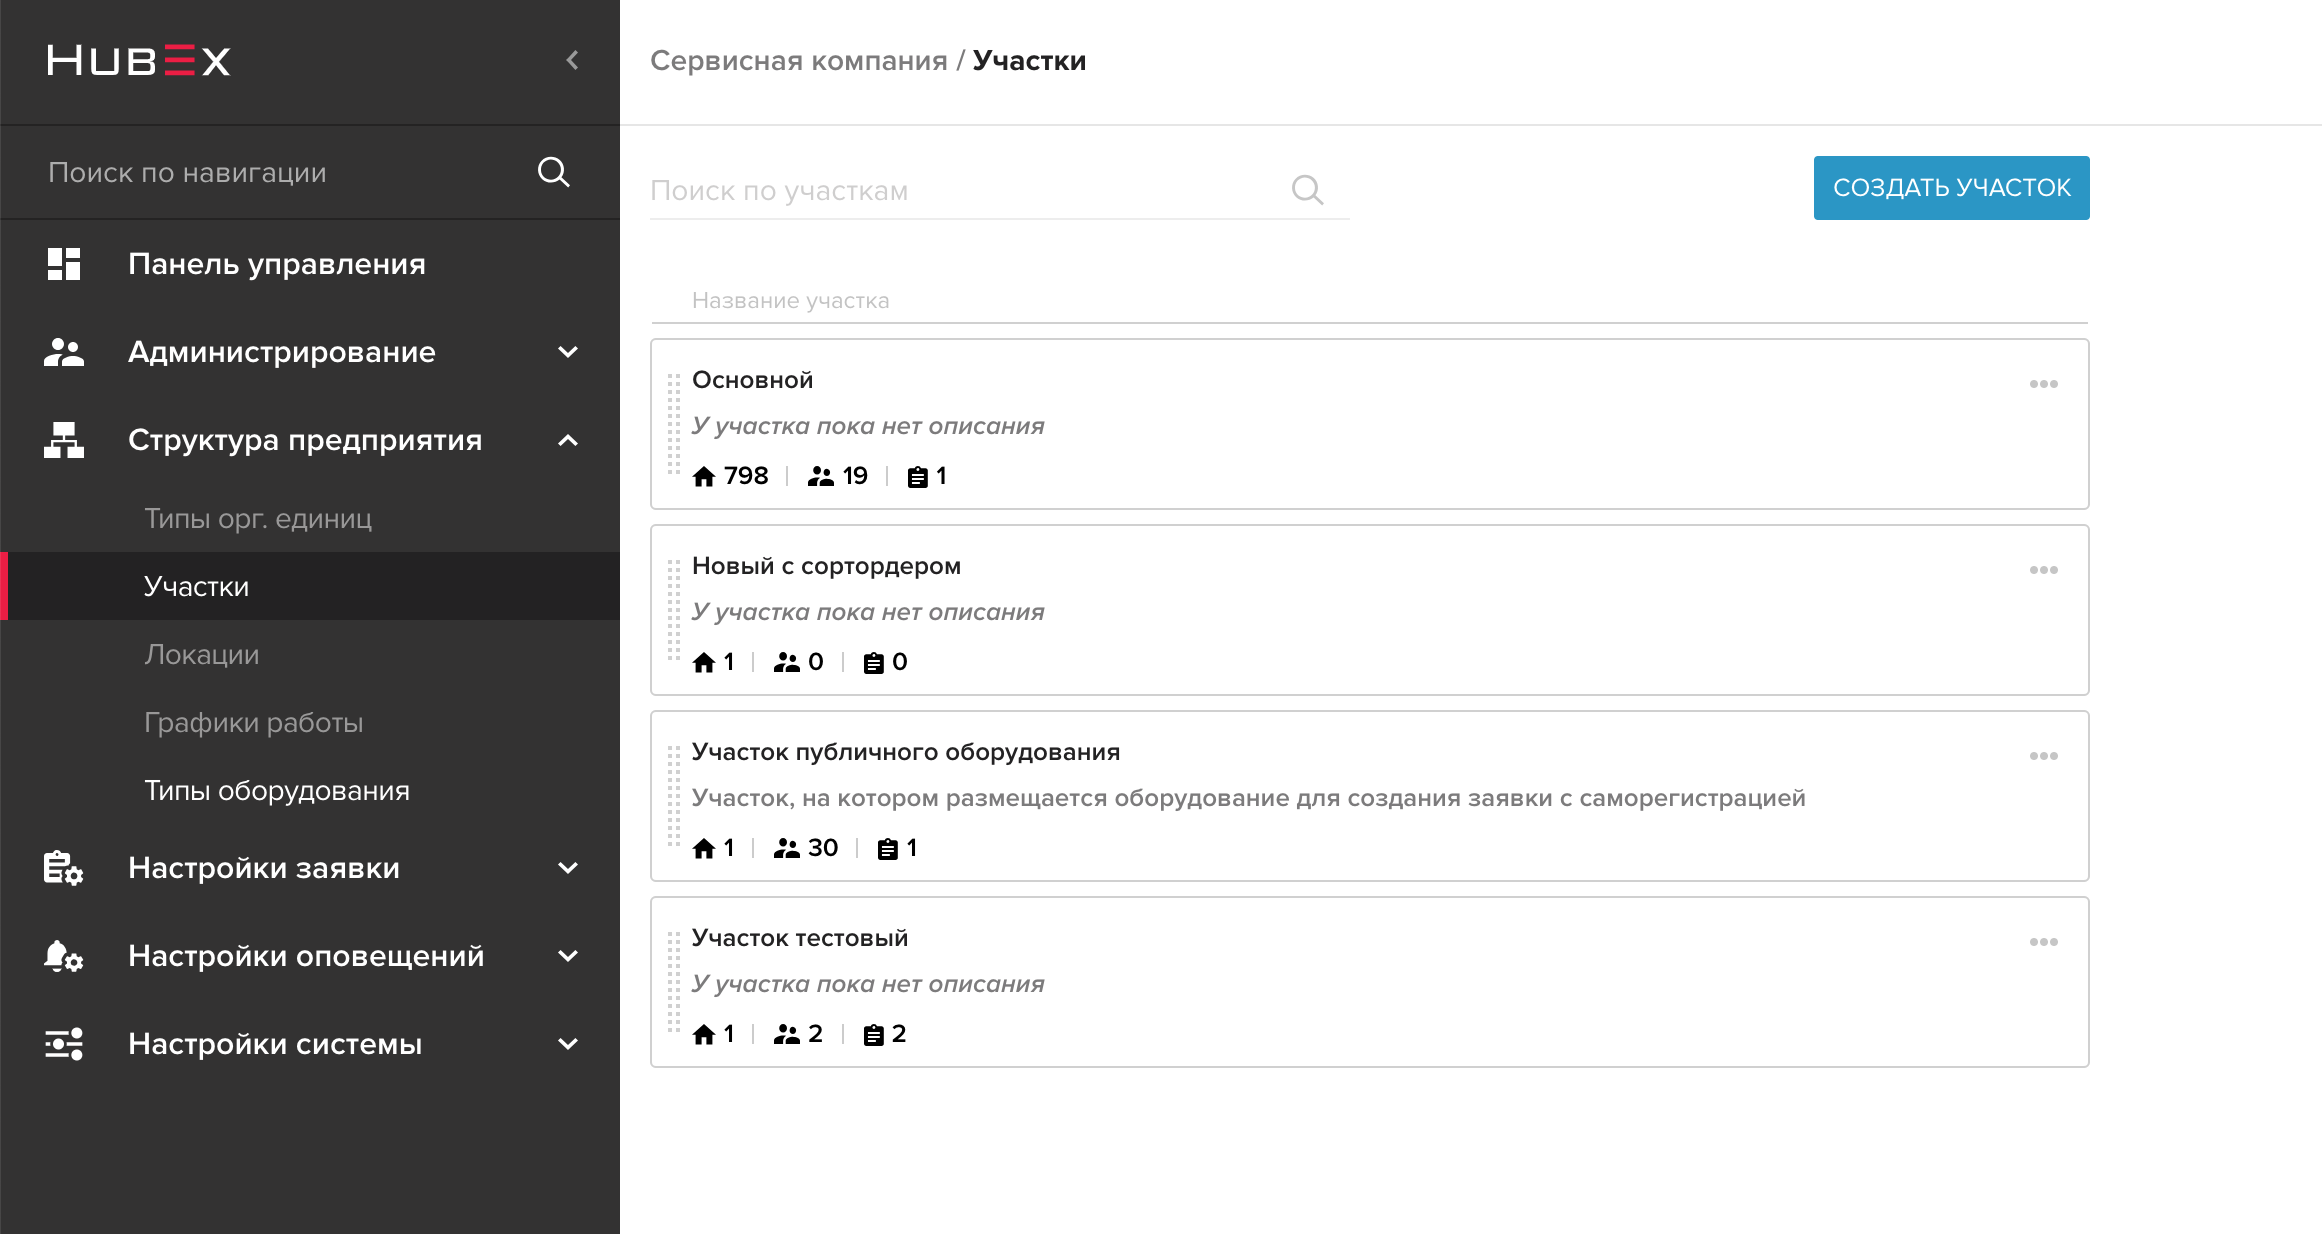 HUBEX
Поиск по навигации
Панель управления
Администрирование
Структура предприятия
Типы орг. единиц
Участки
Локации
Графики работы
Типы оборудования
Настройки заявки
Настройки оповещений
Настройки системы
Сервисная компания / Участки
Поиск по участкам
СОЗДАТЬ УЧАСТОК
Название участка
Основной
У участка пока нет описания
798 19 1
Новый с сортордером
У участка пока нет описания
1 0 0
Участок публичного оборудования
Участок, на котором размещается оборудование для создания заявки с саморегистрацией
1 30 1
Участок тестовый
У участка пока нет описания
1 2 2